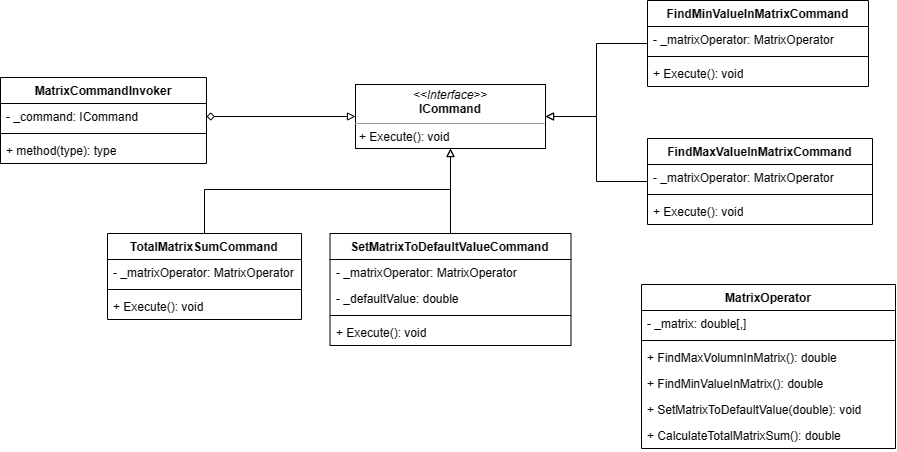 MatrixCommandInvoker
- _command: ICommand
+ method(type): type
<<Interface>>
ICommand
+ Execute(): void
FindMinValueInMatrixCommand
- _matrixOperator: MatrixOperator
+ Execute(): void
FindMaxValueInMatrixCommand
- _matrixOperator: MatrixOperator
+ Execute(): void
TotalMatrixSumCommand
- _matrixOperator: MatrixOperator
+ Execute(): void
SetMatrixToDefaultValueCommand
- _matrixOperator: MatrixOperator
- _defaultValue: double
+ Execute(): void
MatrixOperator
- _matrix: double[,]
+ FindMaxVolumnInMatrix(): double
+ FindMinValueInMatrix(): double
+ SetMatrixToDefaultValue(double): void
+ CalculateTotalMatrixSum(): double